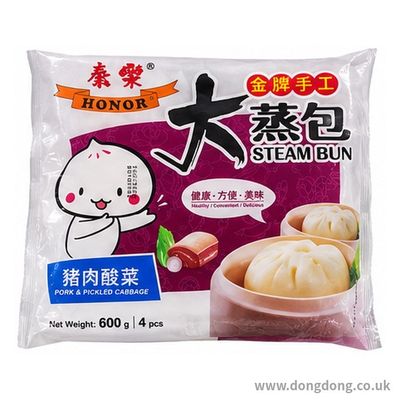 秦樂®
HONOR®
金牌手工
大蒸包
STEAM BUN
健康·方便·美味
Healthy / Convenient / Delicious
猪肉酸菜
PORK & PICKLED CABBAGE
Net Weight: 600 g | 4 pcs
www.dongdong.co.uk